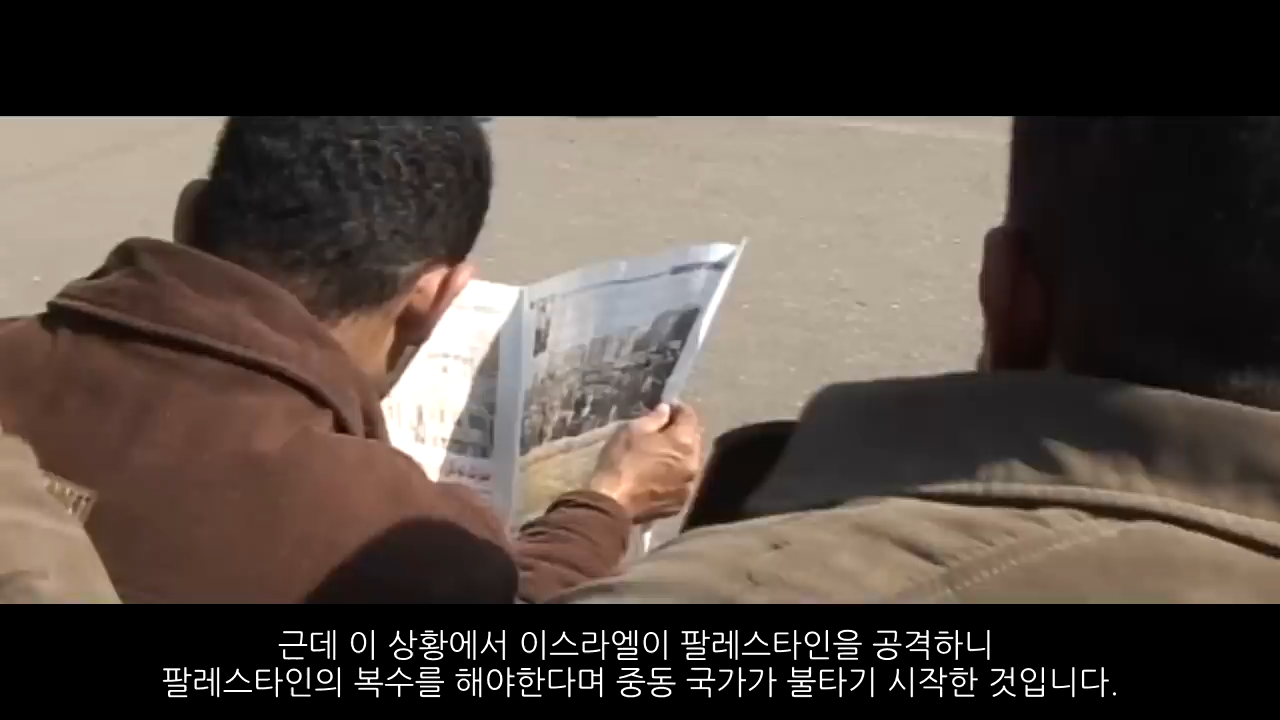 근데 이 상황에서 이스라엘이 팔레스타인을 공격하니
팔레스타인의 복수를 해야한다며 중동 국가가 불타기 시작한 것입니다.